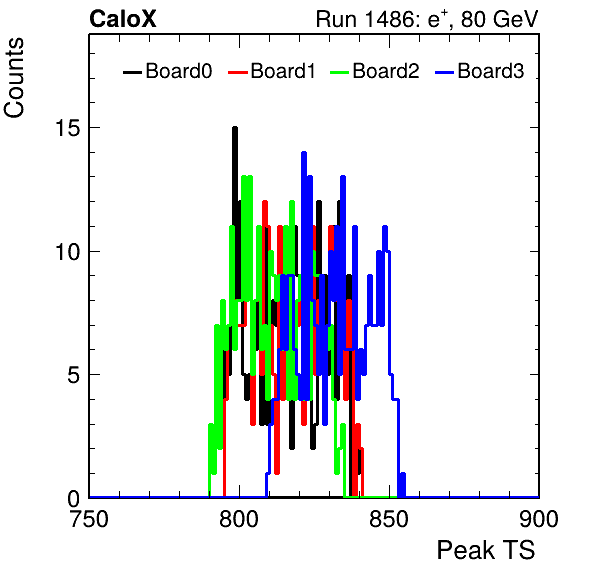 CaloX Run 1486: e⁺, 80 GeV
Counts
Board0 Board1 Board2 Board3
15
10
5
0
750 800 850 900
Peak TS